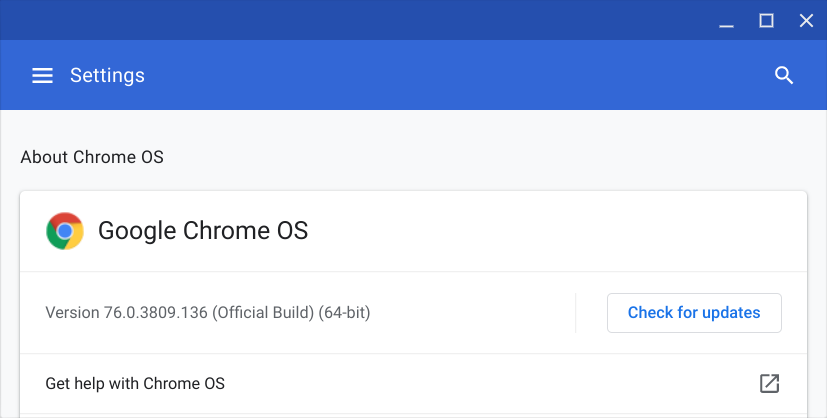 Settings
About Chrome OS
Google Chrome OS
Version 76.0.3809.136 (Official Build) (64-bit)
Check for updates
Get help with Chrome OS